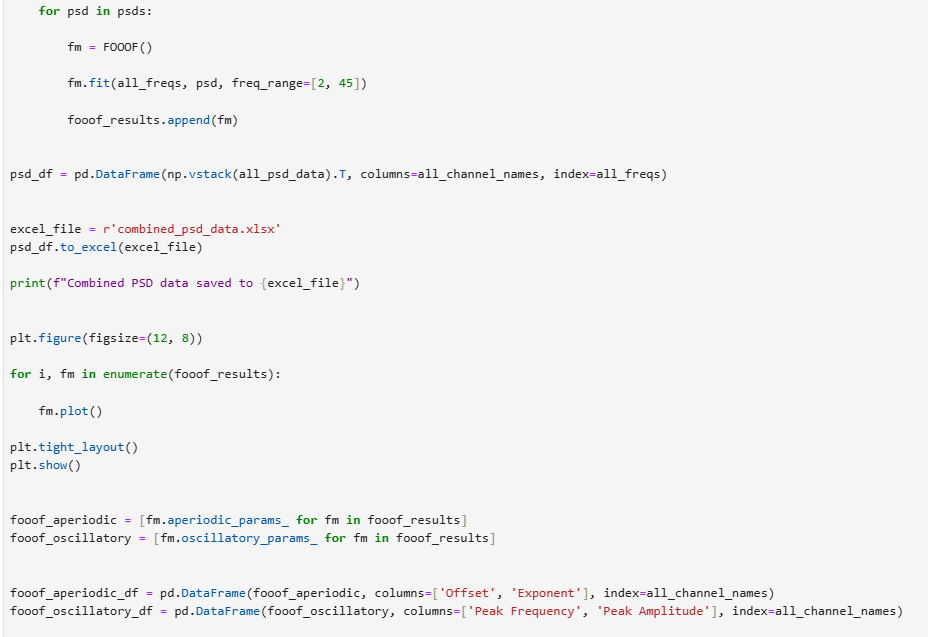 for psd in psds:
        fm = FOOOF()
        fm.fit(all_freqs, psd, freq_range=[2, 45])
        fooof_results.append(fm)
psd_df = pd.DataFrame(np.vstack(all_psd_data).T, columns=all_channel_names, index=all_freqs)
excel_file = r'combined_psd_data.xlsx'
psd_df.to_excel(excel_file)
print(f"Combined PSD data saved to {excel_file}")
plt.figure(figsize=(12, 8))
for i, fm in enumerate(fooof_results):
    fm.plot()
plt.tight_layout()
plt.show()
fooof_aperiodic = [fm.aperiodic_params_ for fm in fooof_results]
fooof_oscillatory = [fm.oscillatory_params_ for fm in fooof_results]
fooof_aperiodic_df = pd.DataFrame(fooof_aperiodic, columns=['Offset', 'Exponent'], index=all_channel_names)
fooof_oscillatory_df = pd.DataFrame(fooof_oscillatory, columns=['Peak Frequency', 'Peak Amplitude'], index=all_channel_names)